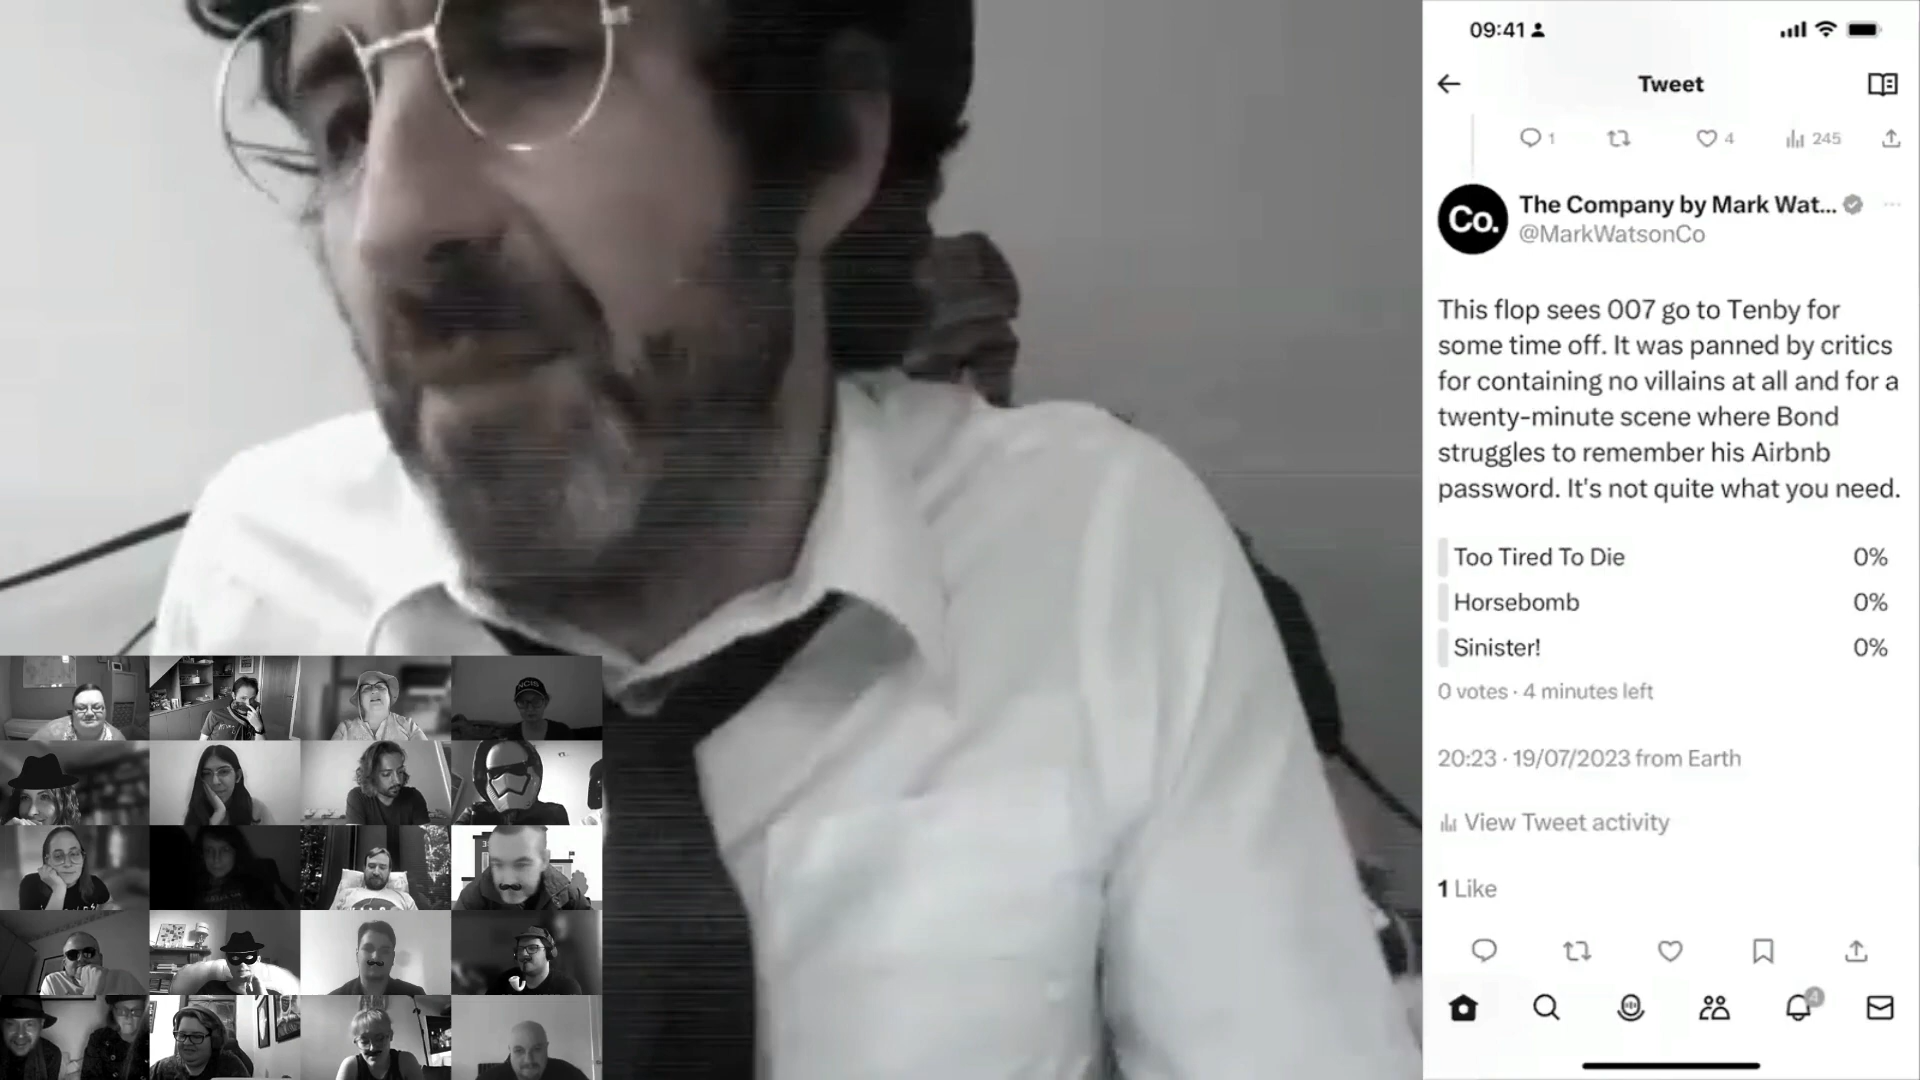 09:41
Tweet
1
4
245
Co.
The Company by Mark Wat...
@MarkWatsonCo
This flop sees 007 go to Tenby for
some time off. It was panned by critics
for containing no villains at all and for a
twenty-minute scene where Bond
struggles to remember his Airbnb
password. It's not quite what you need.
Too Tired To Die 0%
Horsebomb 0%
Sinister! 0%
0 votes · 4 minutes left
20:23 · 19/07/2023 from Earth
View Tweet activity
1 Like
4
NCIS